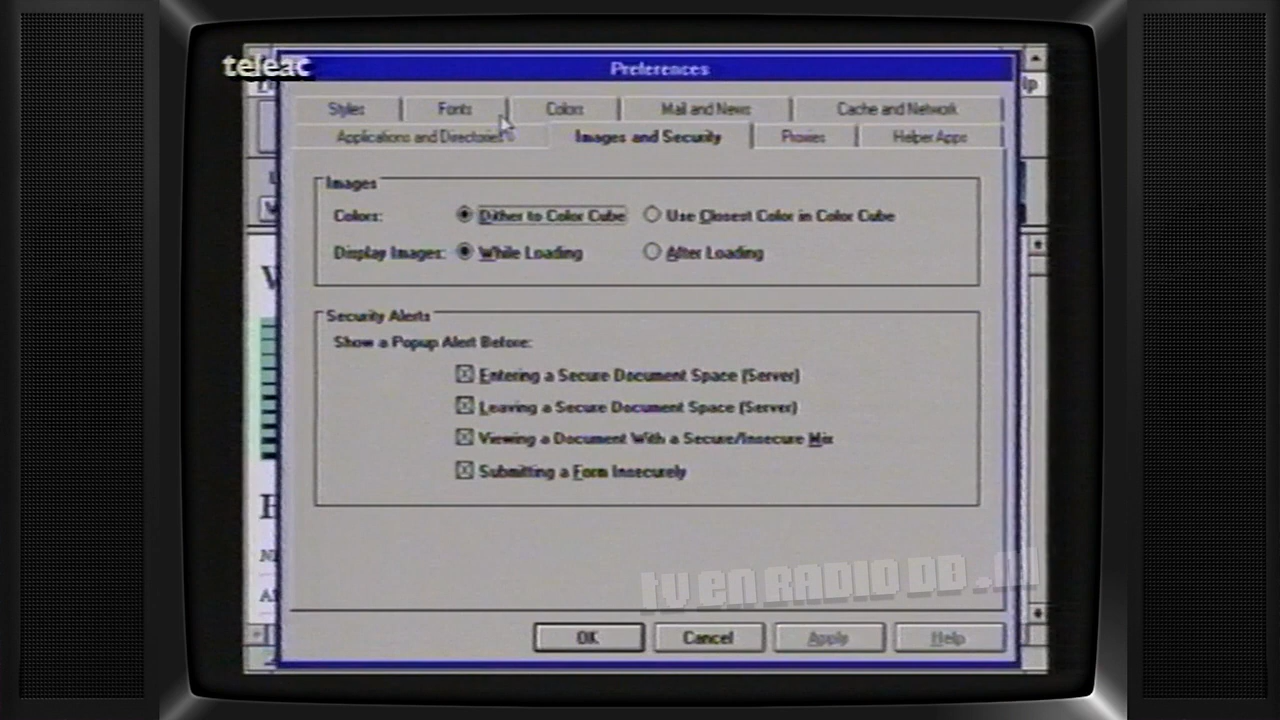 teleac
Preferences
Styles Fonts Colors Mail and News Cache and Network
Applications and Directories Images and Security Proxies Helper Apps
Images
Colors: Dither to Color Cube Use Closest Color in Color Cube
Display Images: While Loading After Loading
Security Alerts
Show a Popup Alert Before:
Entering a Secure Document Space (Server)
Leaving a Secure Document Space (Server)
Viewing a Document With a Secure/Insecure Mix
Submitting a Form Insecurely
tv en RADIO DB.nl
OK Cancel Apply Help